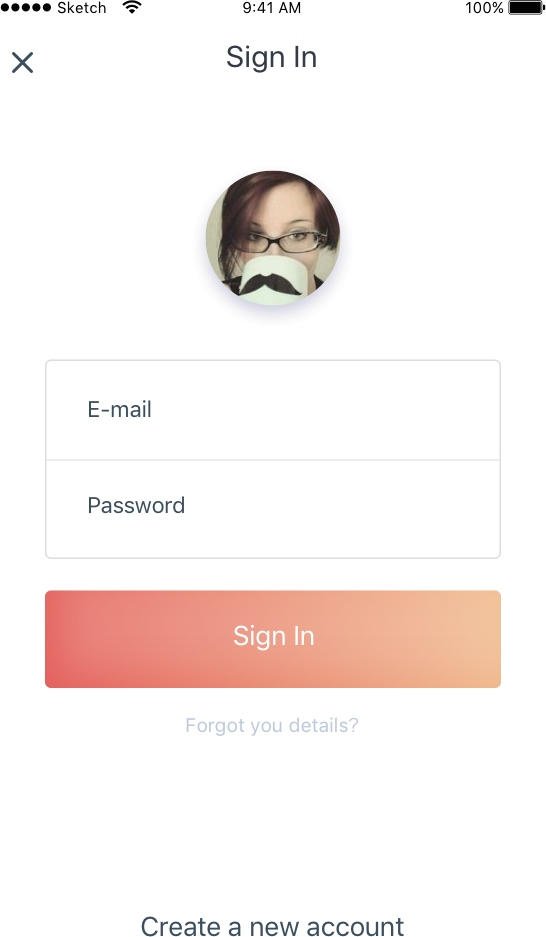 Sketch 9:41 AM 100%
Sign In
E-mail
Password
Sign In
Forgot you details?
Create a new account